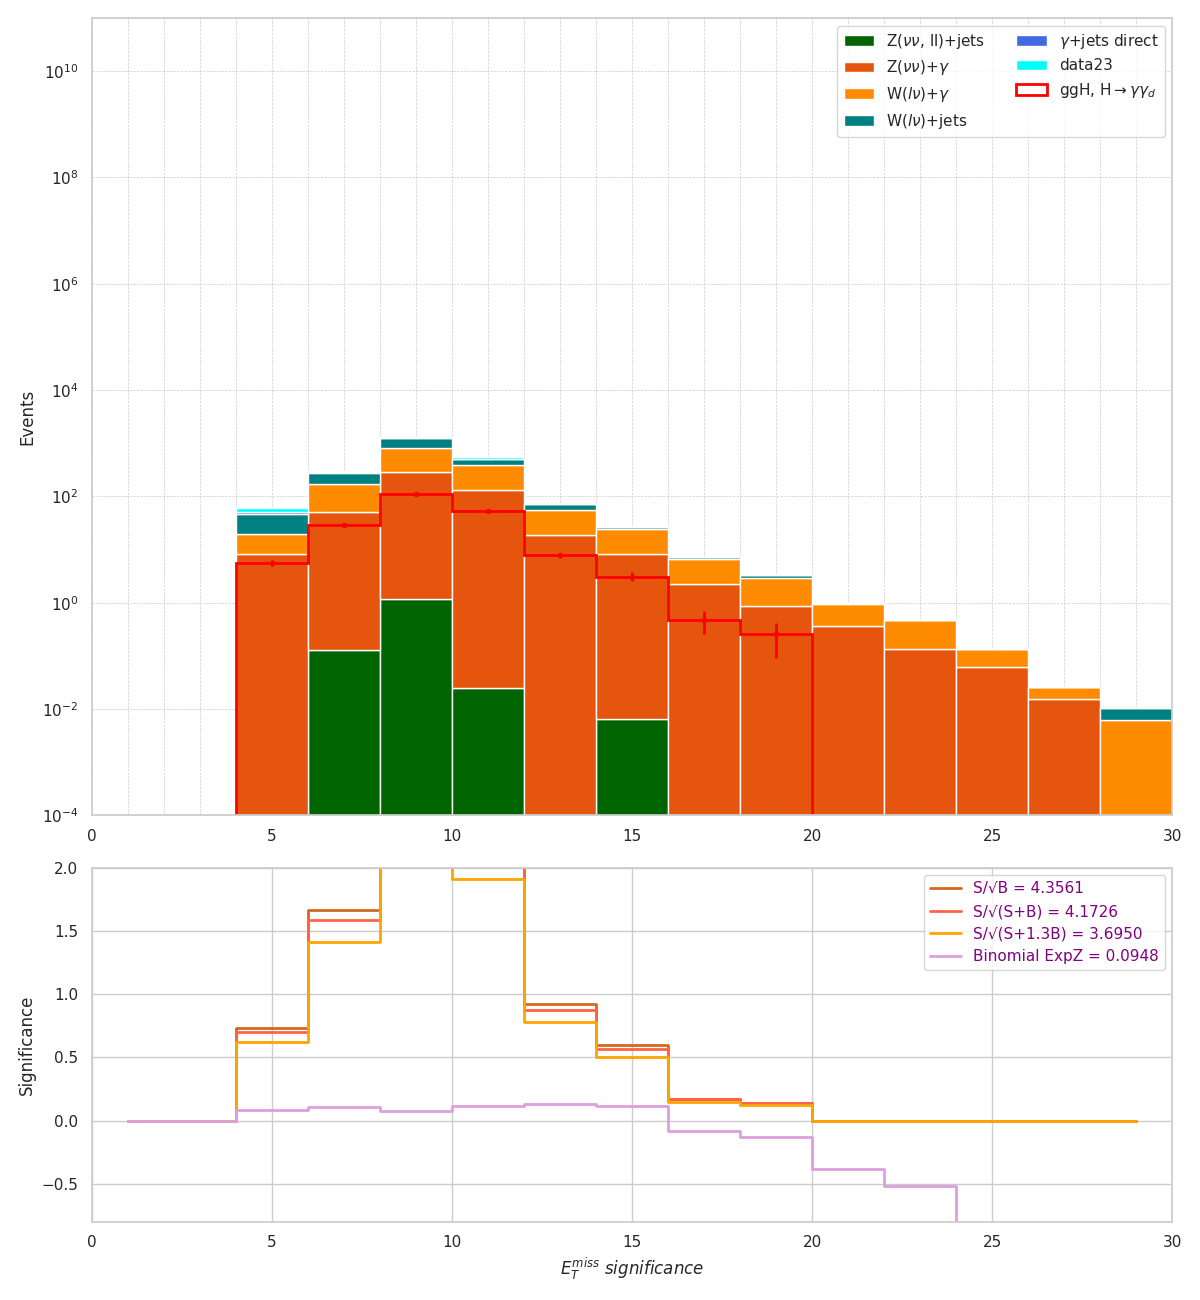 Z(νν, ll)+jets
Z(νν)+γ
W(lν)+γ
W(lν)+jets
γ+jets direct
data23
ggH, H→γγ_d
10^10
10^8
10^6
10^4
10^2
10^0
10^−2
10^−4
Events
0 5 10 15 20 25 30
S/√B = 4.3561
S/√(S+B) = 4.1726
S/√(S+1.3B) = 3.6950
Binomial ExpZ = 0.0948
2.0
1.5
1.0
0.5
0.0
−0.5
Significance
0 5 10 15 20 25 30
E_T^miss significance